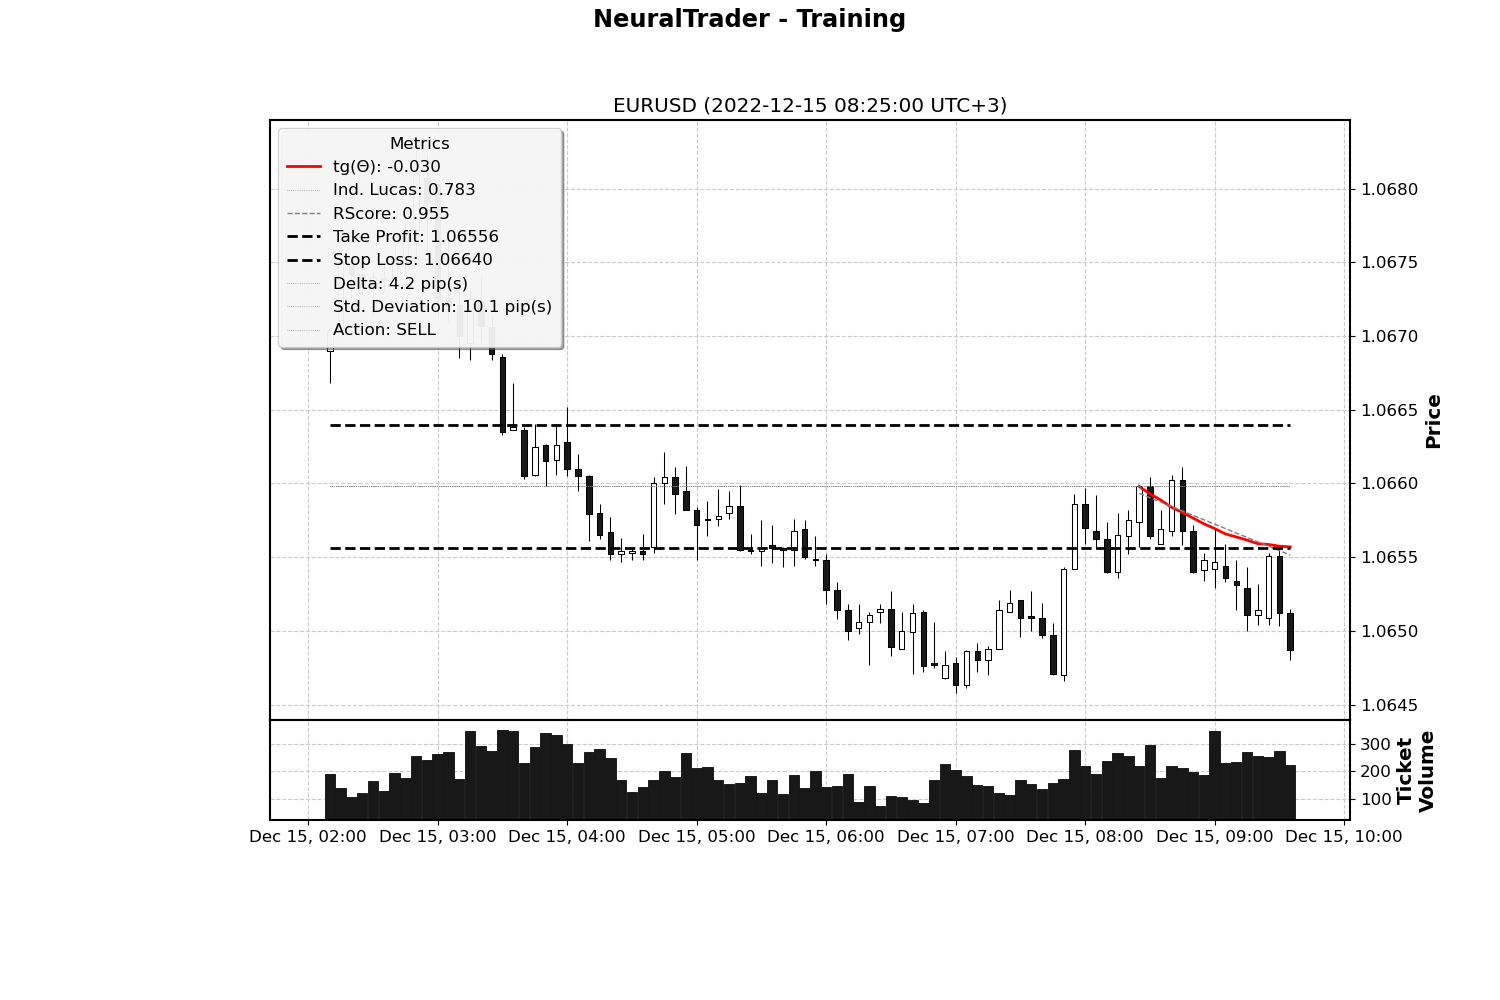 NeuralTrader - Training
EURUSD (2022-12-15 08:25:00 UTC+3)
Metrics
tg(Θ): -0.030
Ind. Lucas: 0.783
RScore: 0.955
Take Profit: 1.06556
Stop Loss: 1.06640
Delta: 4.2 pip(s)
Std. Deviation: 10.1 pip(s)
Action: SELL
1.0680
1.0675
1.0670
1.0665
1.0660
1.0655
1.0650
1.0645
Price
300
200
100
Ticket
Volume
Dec 15, 02:00 Dec 15, 03:00 Dec 15, 04:00 Dec 15, 05:00 Dec 15, 06:00 Dec 15, 07:00 Dec 15, 08:00 Dec 15, 09:00 Dec 15, 10:00